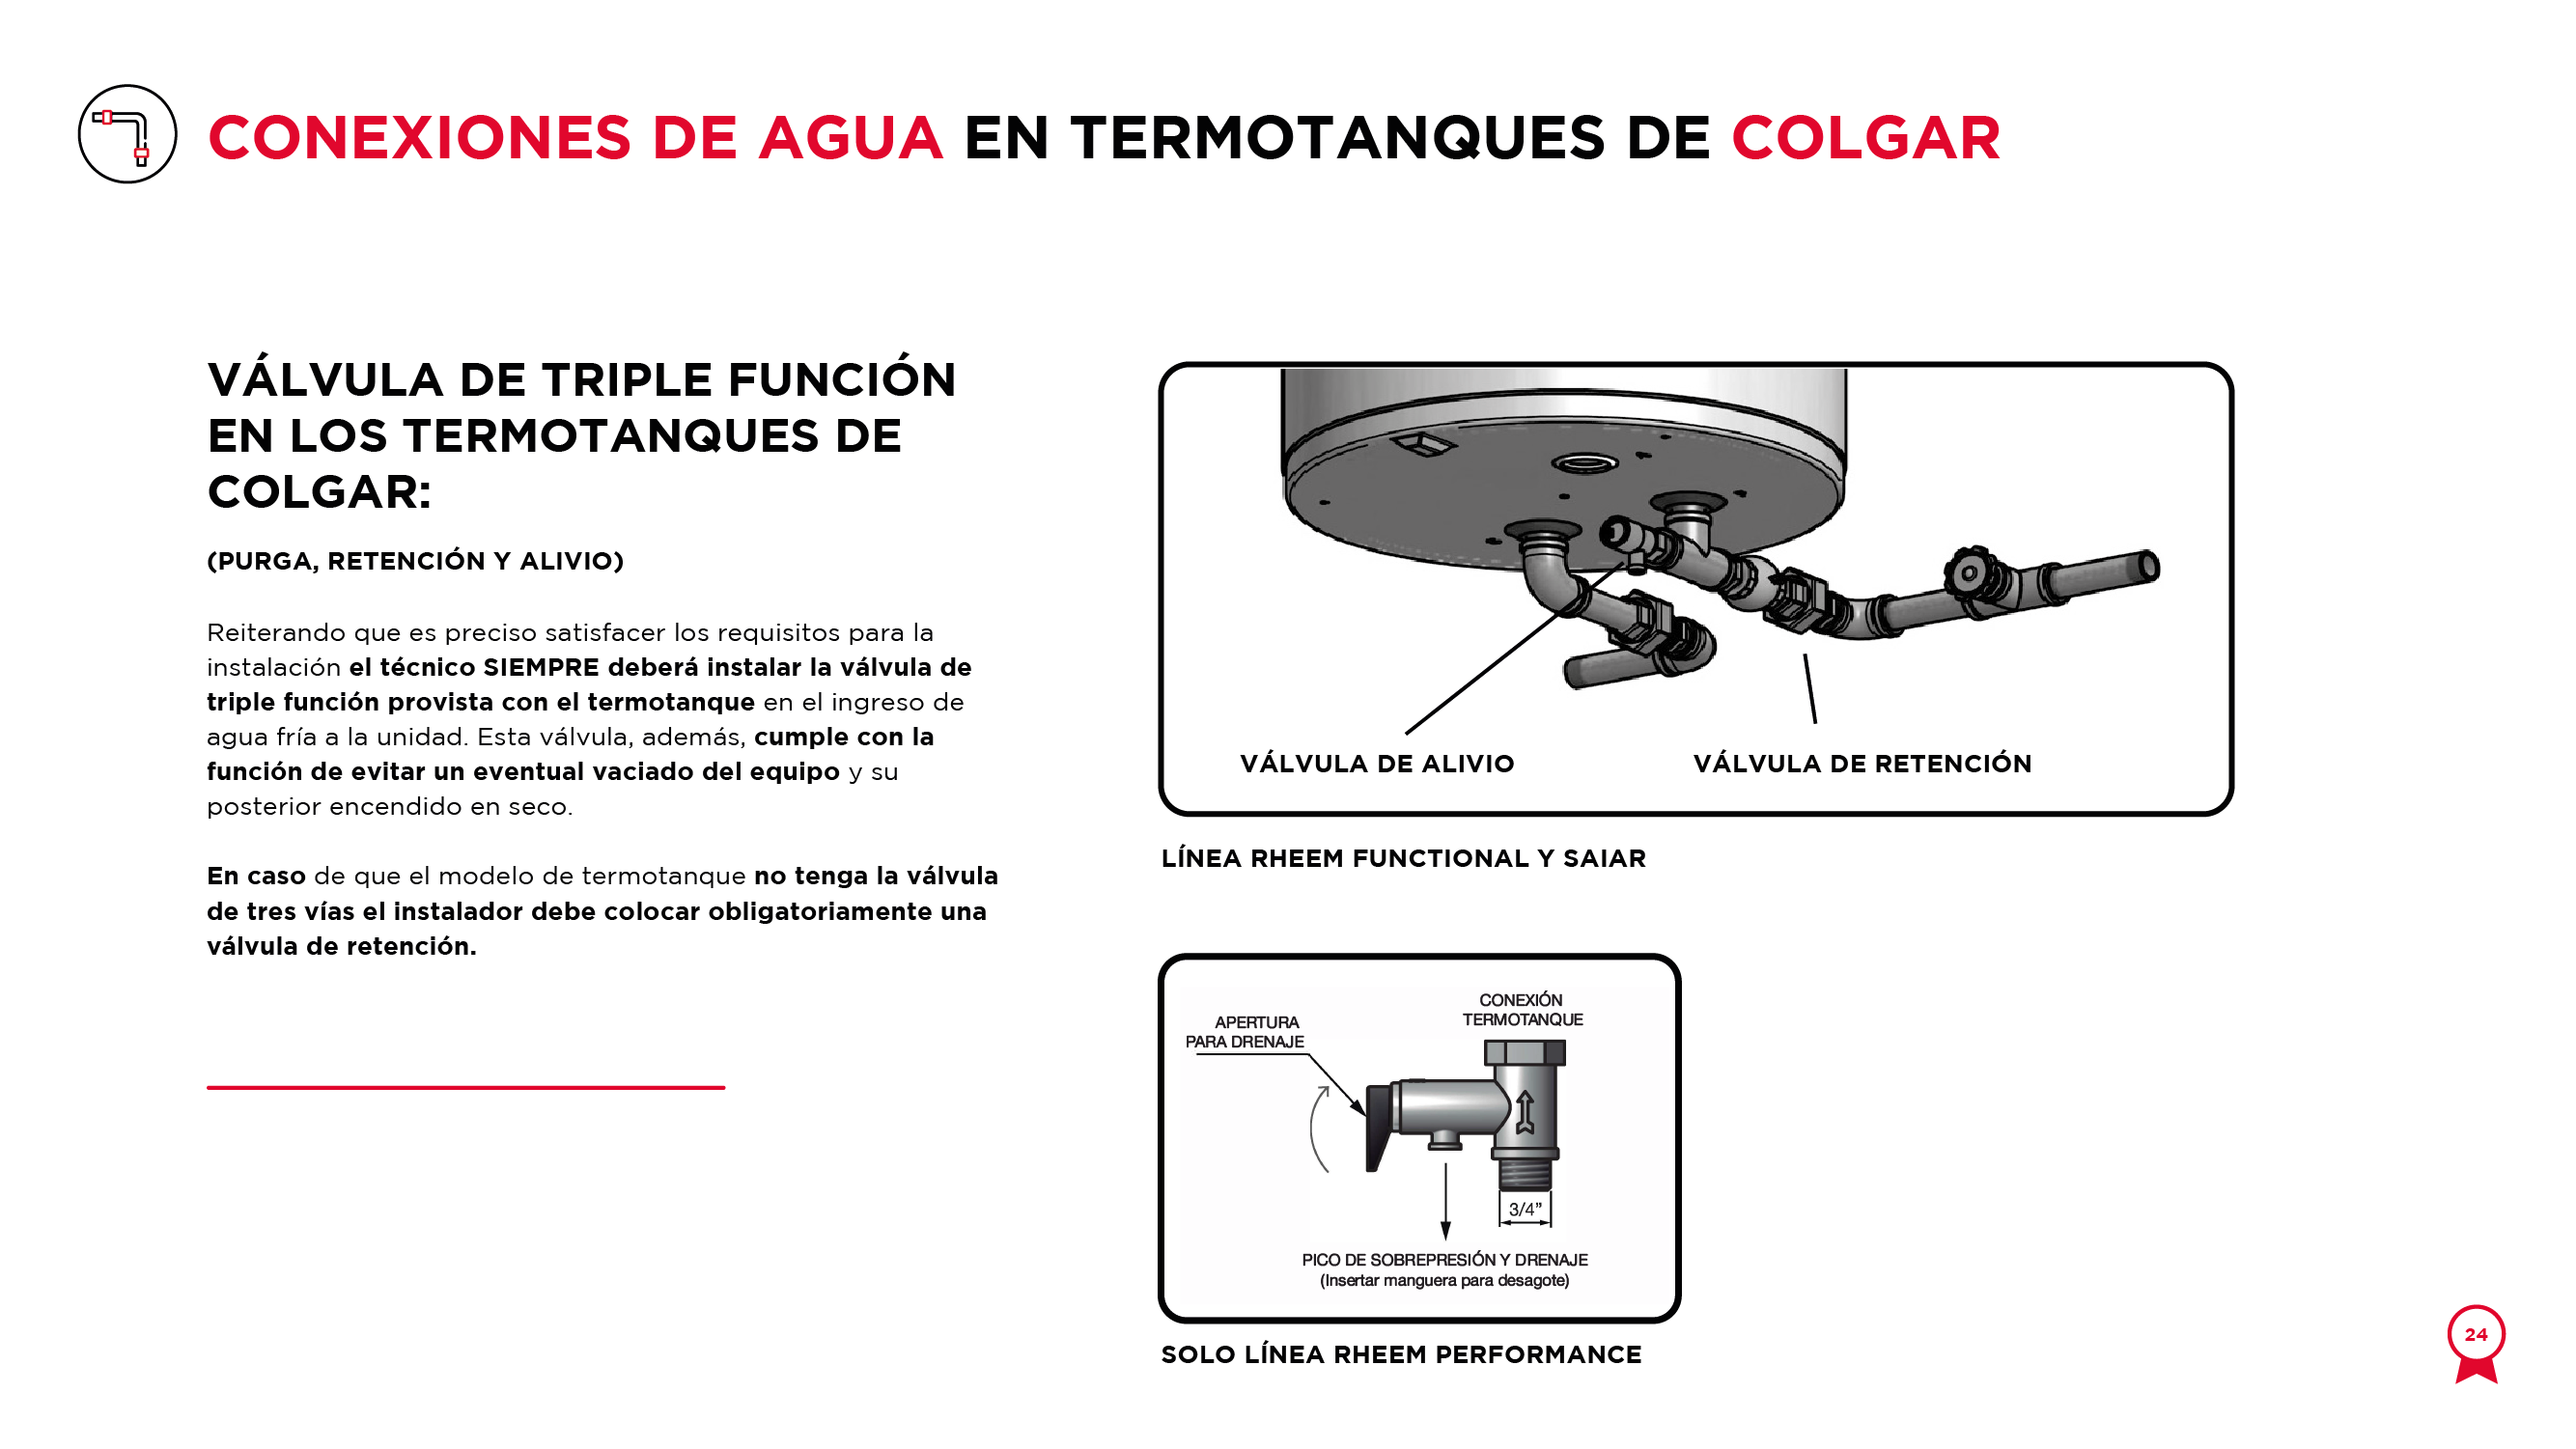 CONEXIONES DE AGUA EN TERMOTANQUES DE COLGAR
VÁLVULA DE TRIPLE FUNCIÓN
EN LOS TERMOTANQUES DE
COLGAR:
(PURGA, RETENCIÓN Y ALIVIO)
Reiterando que es preciso satisfacer los requisitos para la
instalación el técnico SIEMPRE deberá instalar la válvula de
triple función provista con el termotanque en el ingreso de
agua fría a la unidad. Esta válvula, además, cumple con la
función de evitar un eventual vaciado del equipo y su
posterior encendido en seco.
En caso de que el modelo de termotanque no tenga la válvula
de tres vías el instalador debe colocar obligatoriamente una
válvula de retención.
VÁLVULA DE ALIVIO
VÁLVULA DE RETENCIÓN
LÍNEA RHEEM FUNCTIONAL Y SAIAR
CONEXIÓN
TERMOTANQUE
APERTURA
PARA DRENAJE
3/4”
PICO DE SOBREPRESIÓN Y DRENAJE
(Insertar manguera para desagote)
SOLO LÍNEA RHEEM PERFORMANCE
24